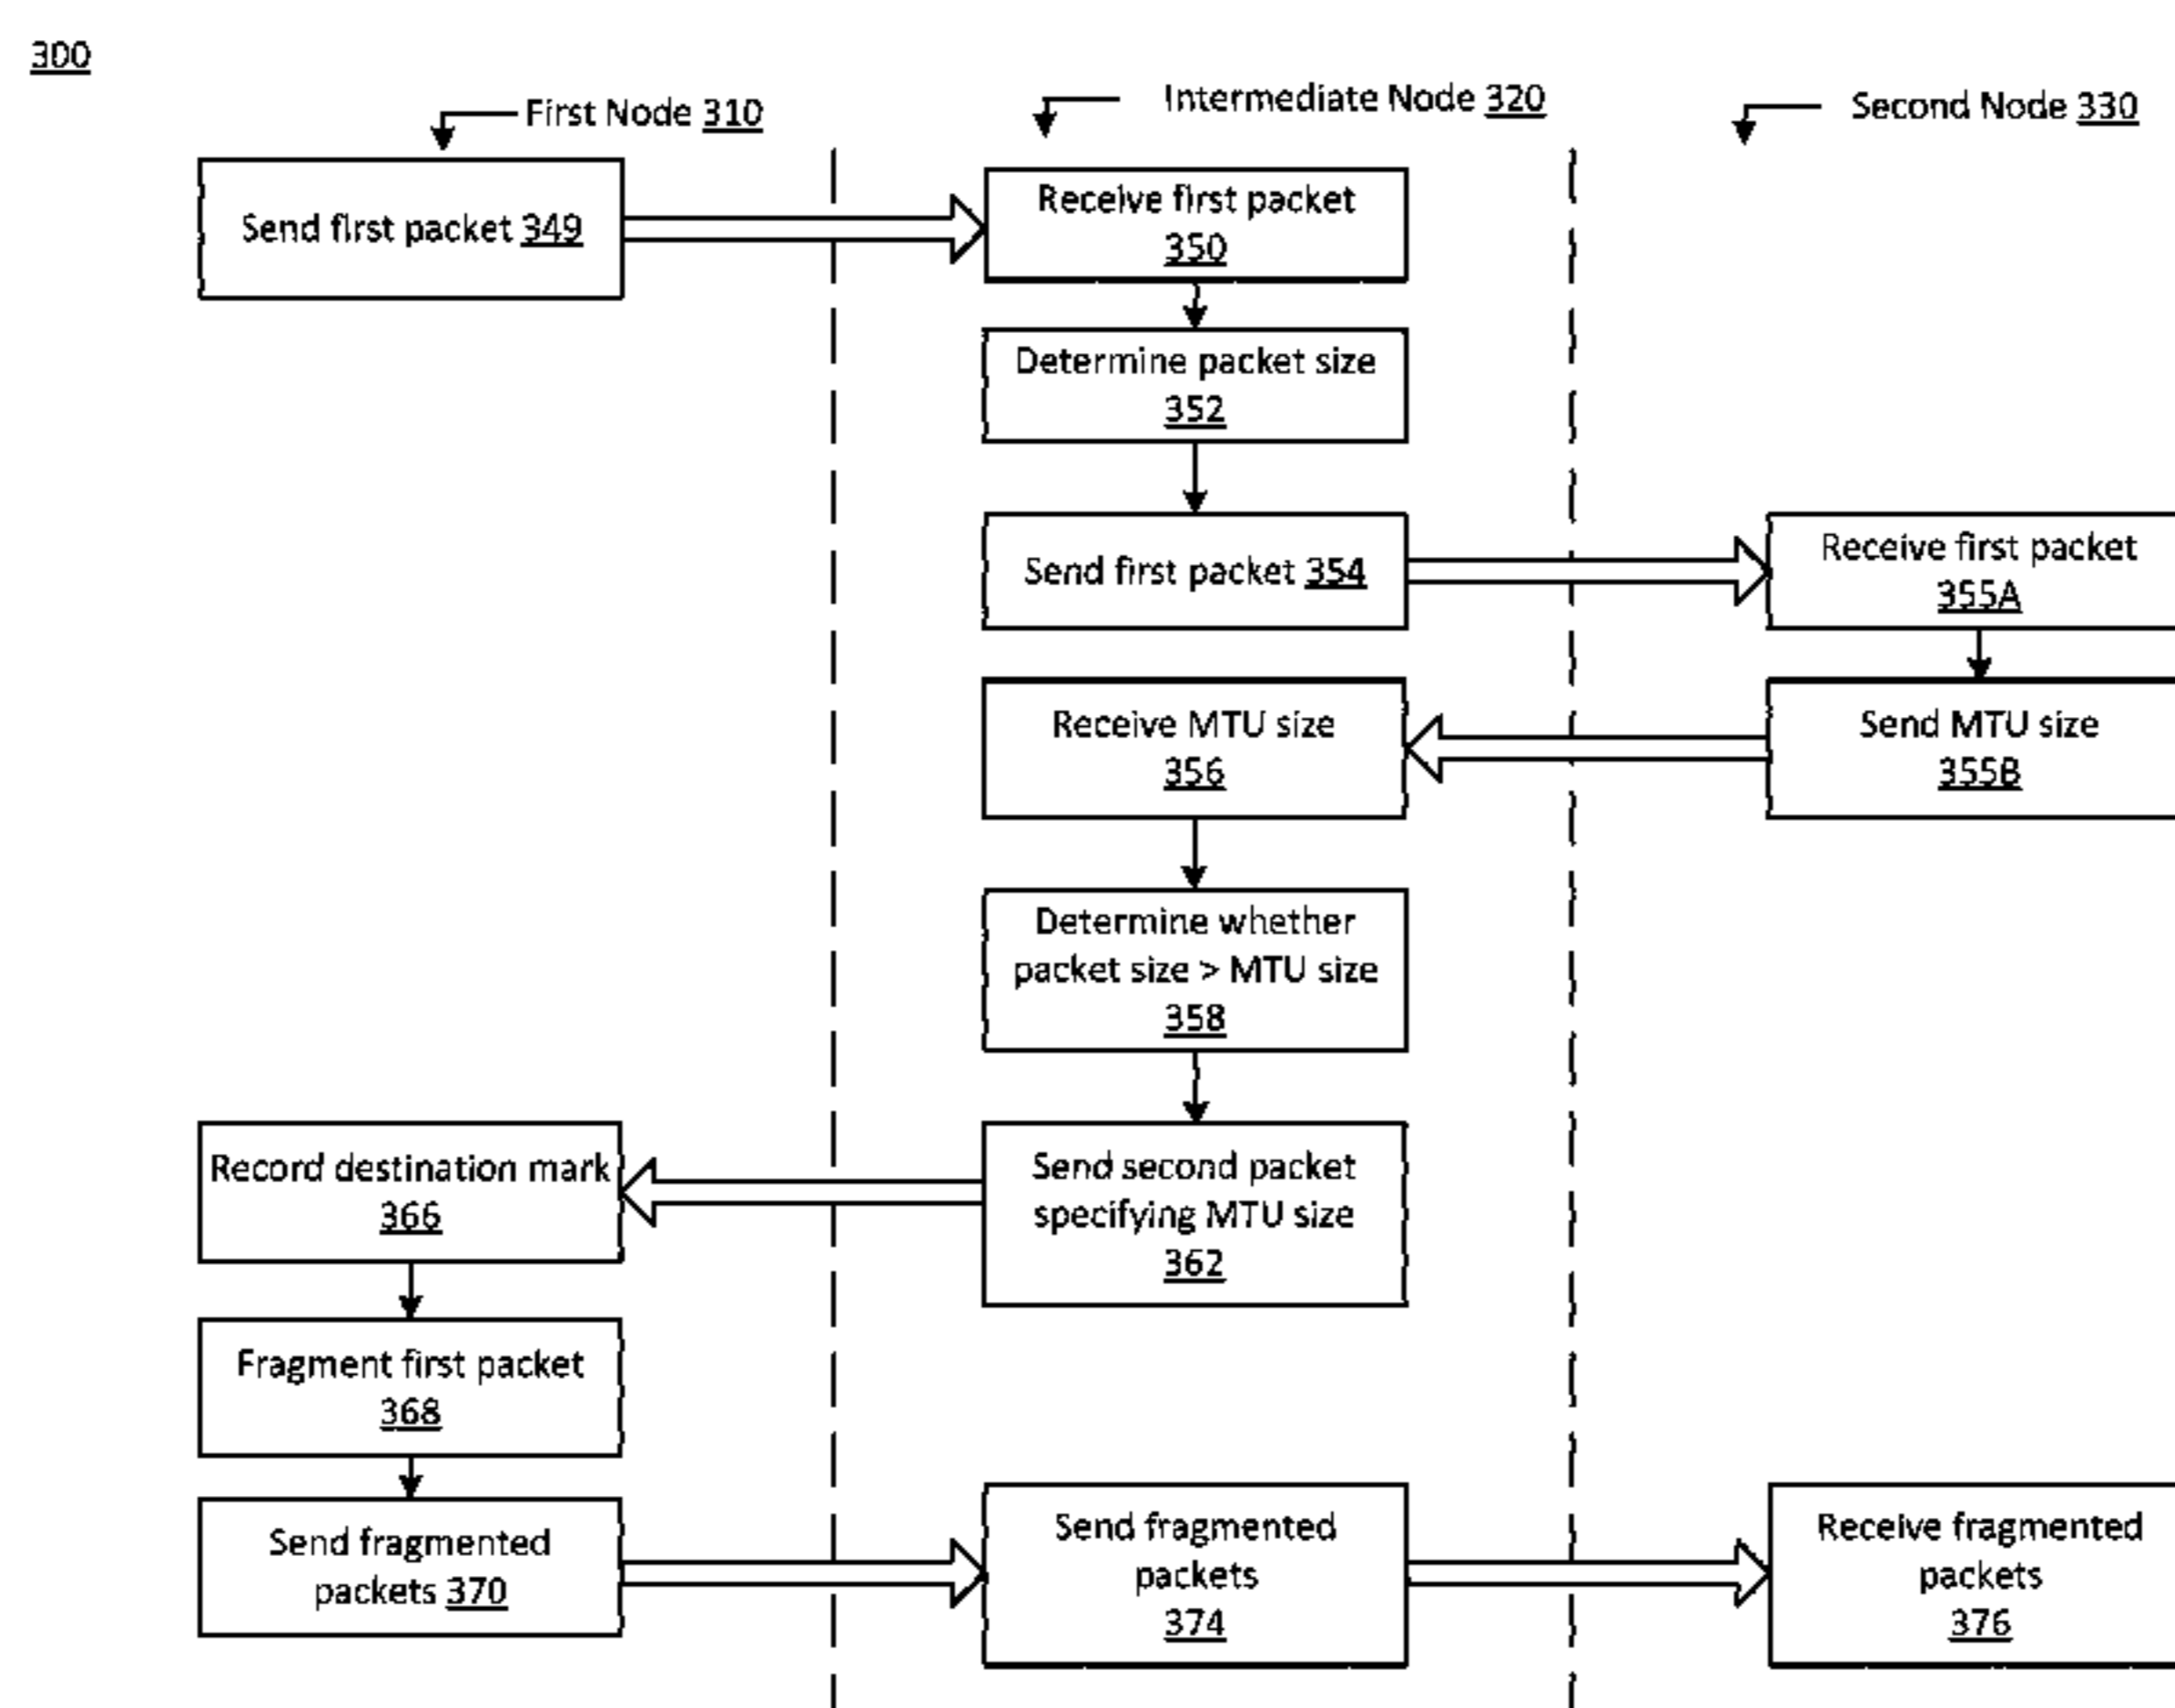 300
First Node 310
Intermediate Node 320
Second Node 330
Send first packet 349
Receive first packet
350
Determine packet size
352
Send first packet 354
Receive first packet
355A
Receive MTU size
356
Send MTU size
355B
Determine whether
packet size > MTU size
358
Record destination mark
366
Send second packet
specifying MTU size
362
Fragment first packet
368
Send fragmented
packets 370
Send fragmented
packets
374
Receive fragmented
packets
376